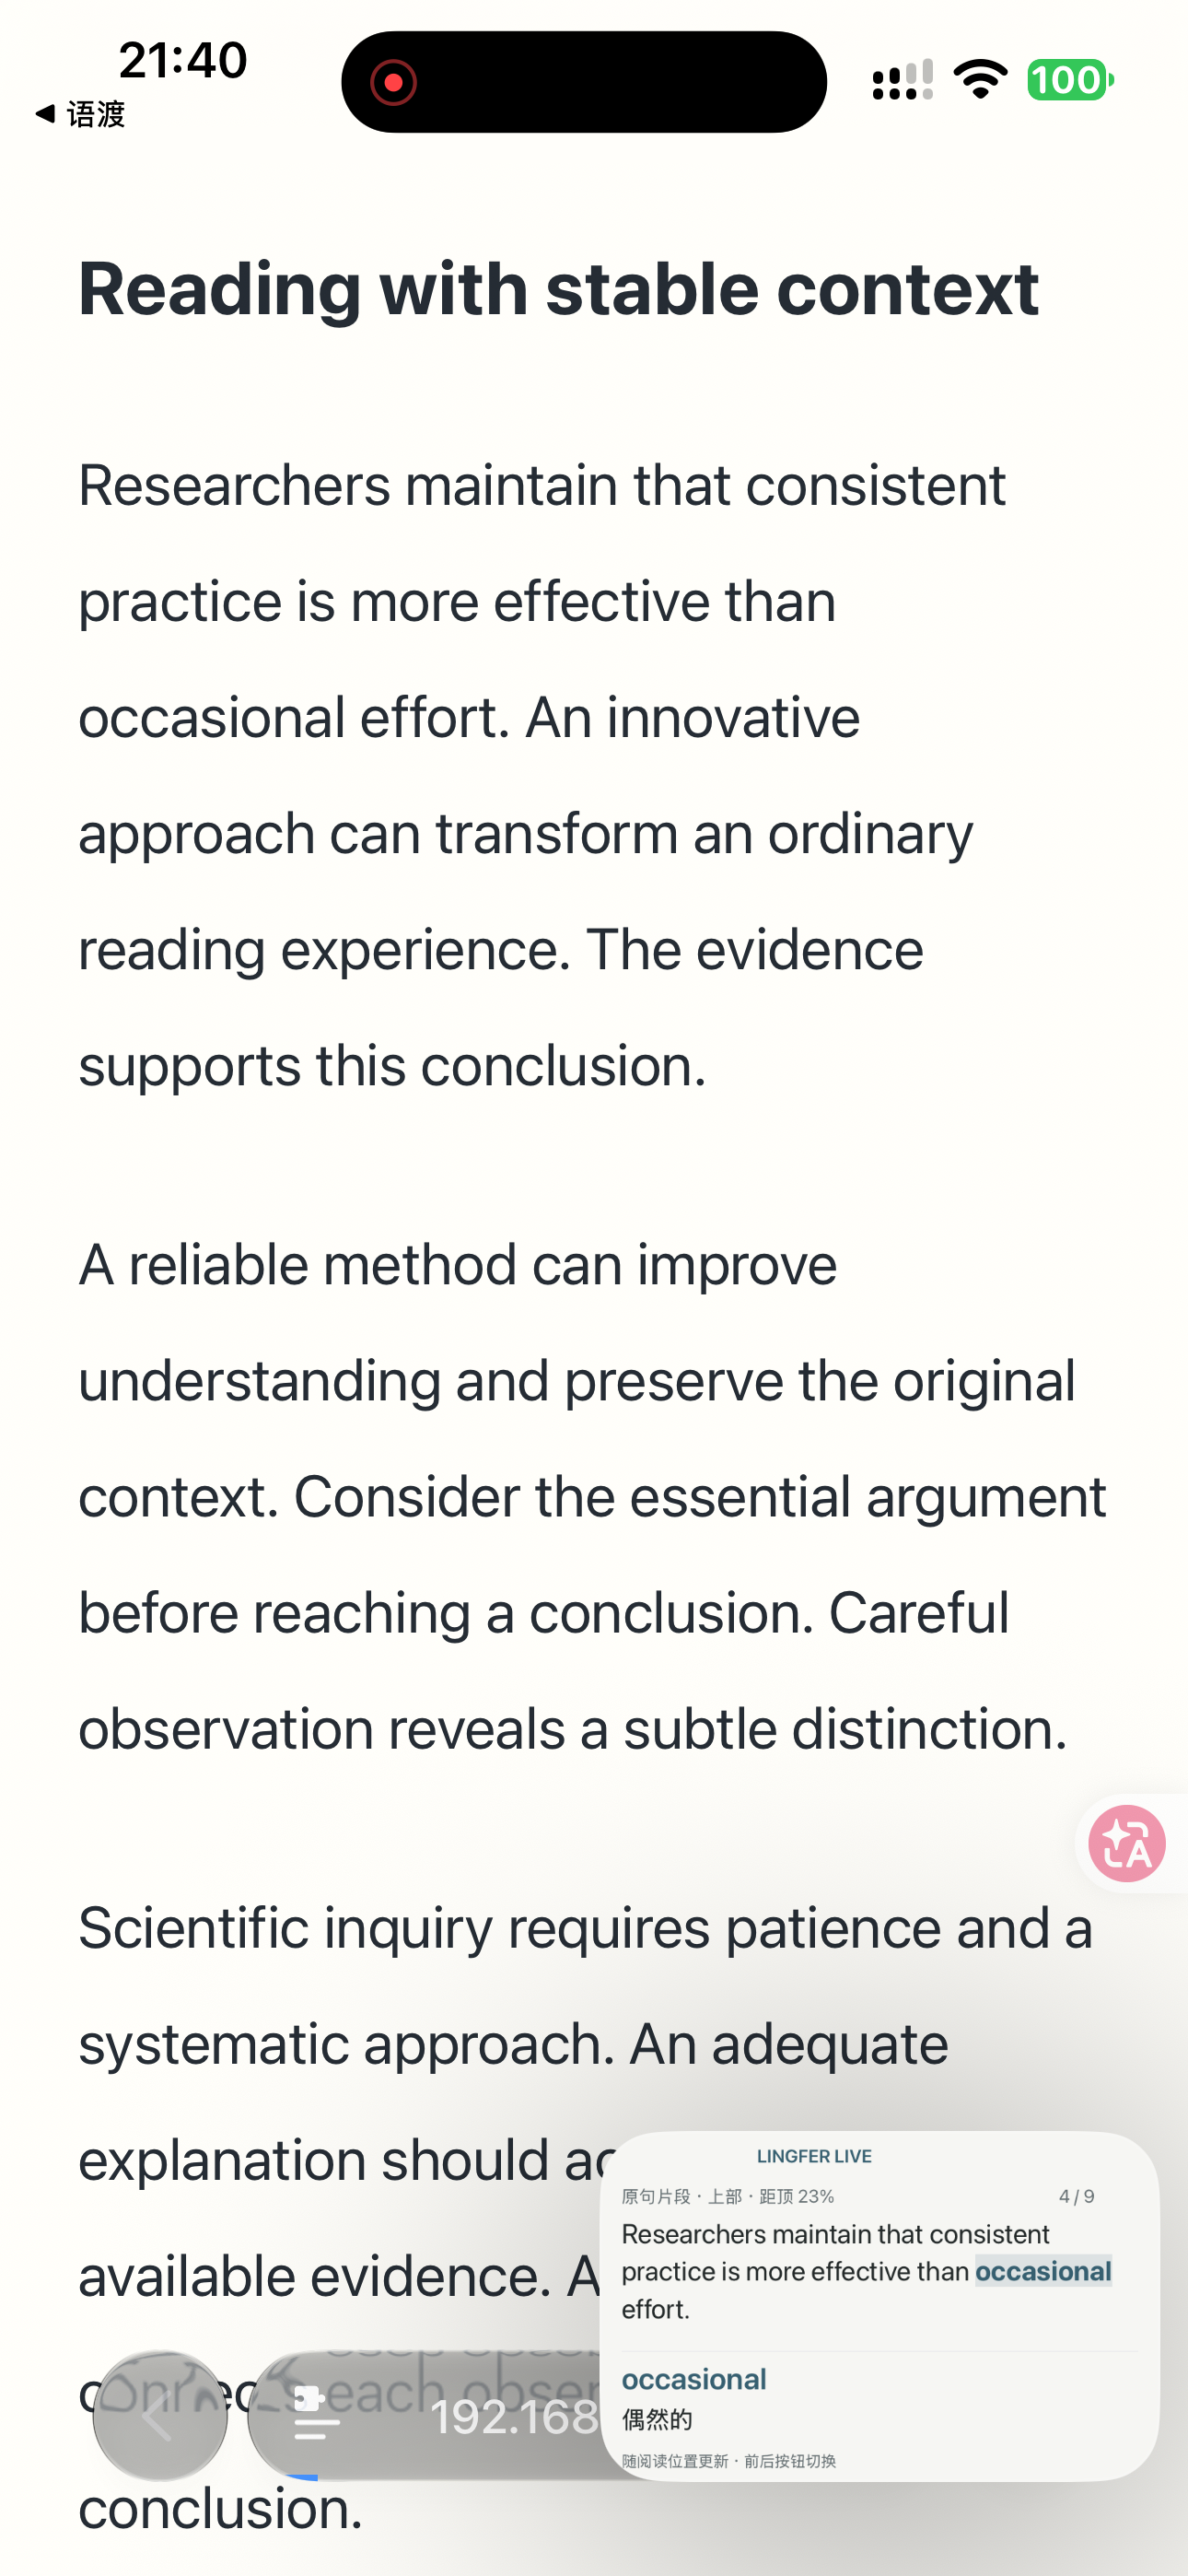 21:40
100
◀ 语渡
Reading with stable context
Researchers maintain that consistent
practice is more effective than
occasional effort. An innovative
approach can transform an ordinary
reading experience. The evidence
supports this conclusion.
A reliable method can improve
understanding and preserve the original
context. Consider the essential argument
before reaching a conclusion. Careful
observation reveals a subtle distinction.
Scientific inquiry requires patience and a
systematic approach. An adequate
explanation should
available evidence. A
each
192.168
conclusion.
LINGFER LIVE
原句片段 · 上部 · 距顶 23%
4 / 9
Researchers maintain that consistent
practice is more effective than occasional
effort.
occasional
偶然的
随阅读位置更新 · 前后按钮切换